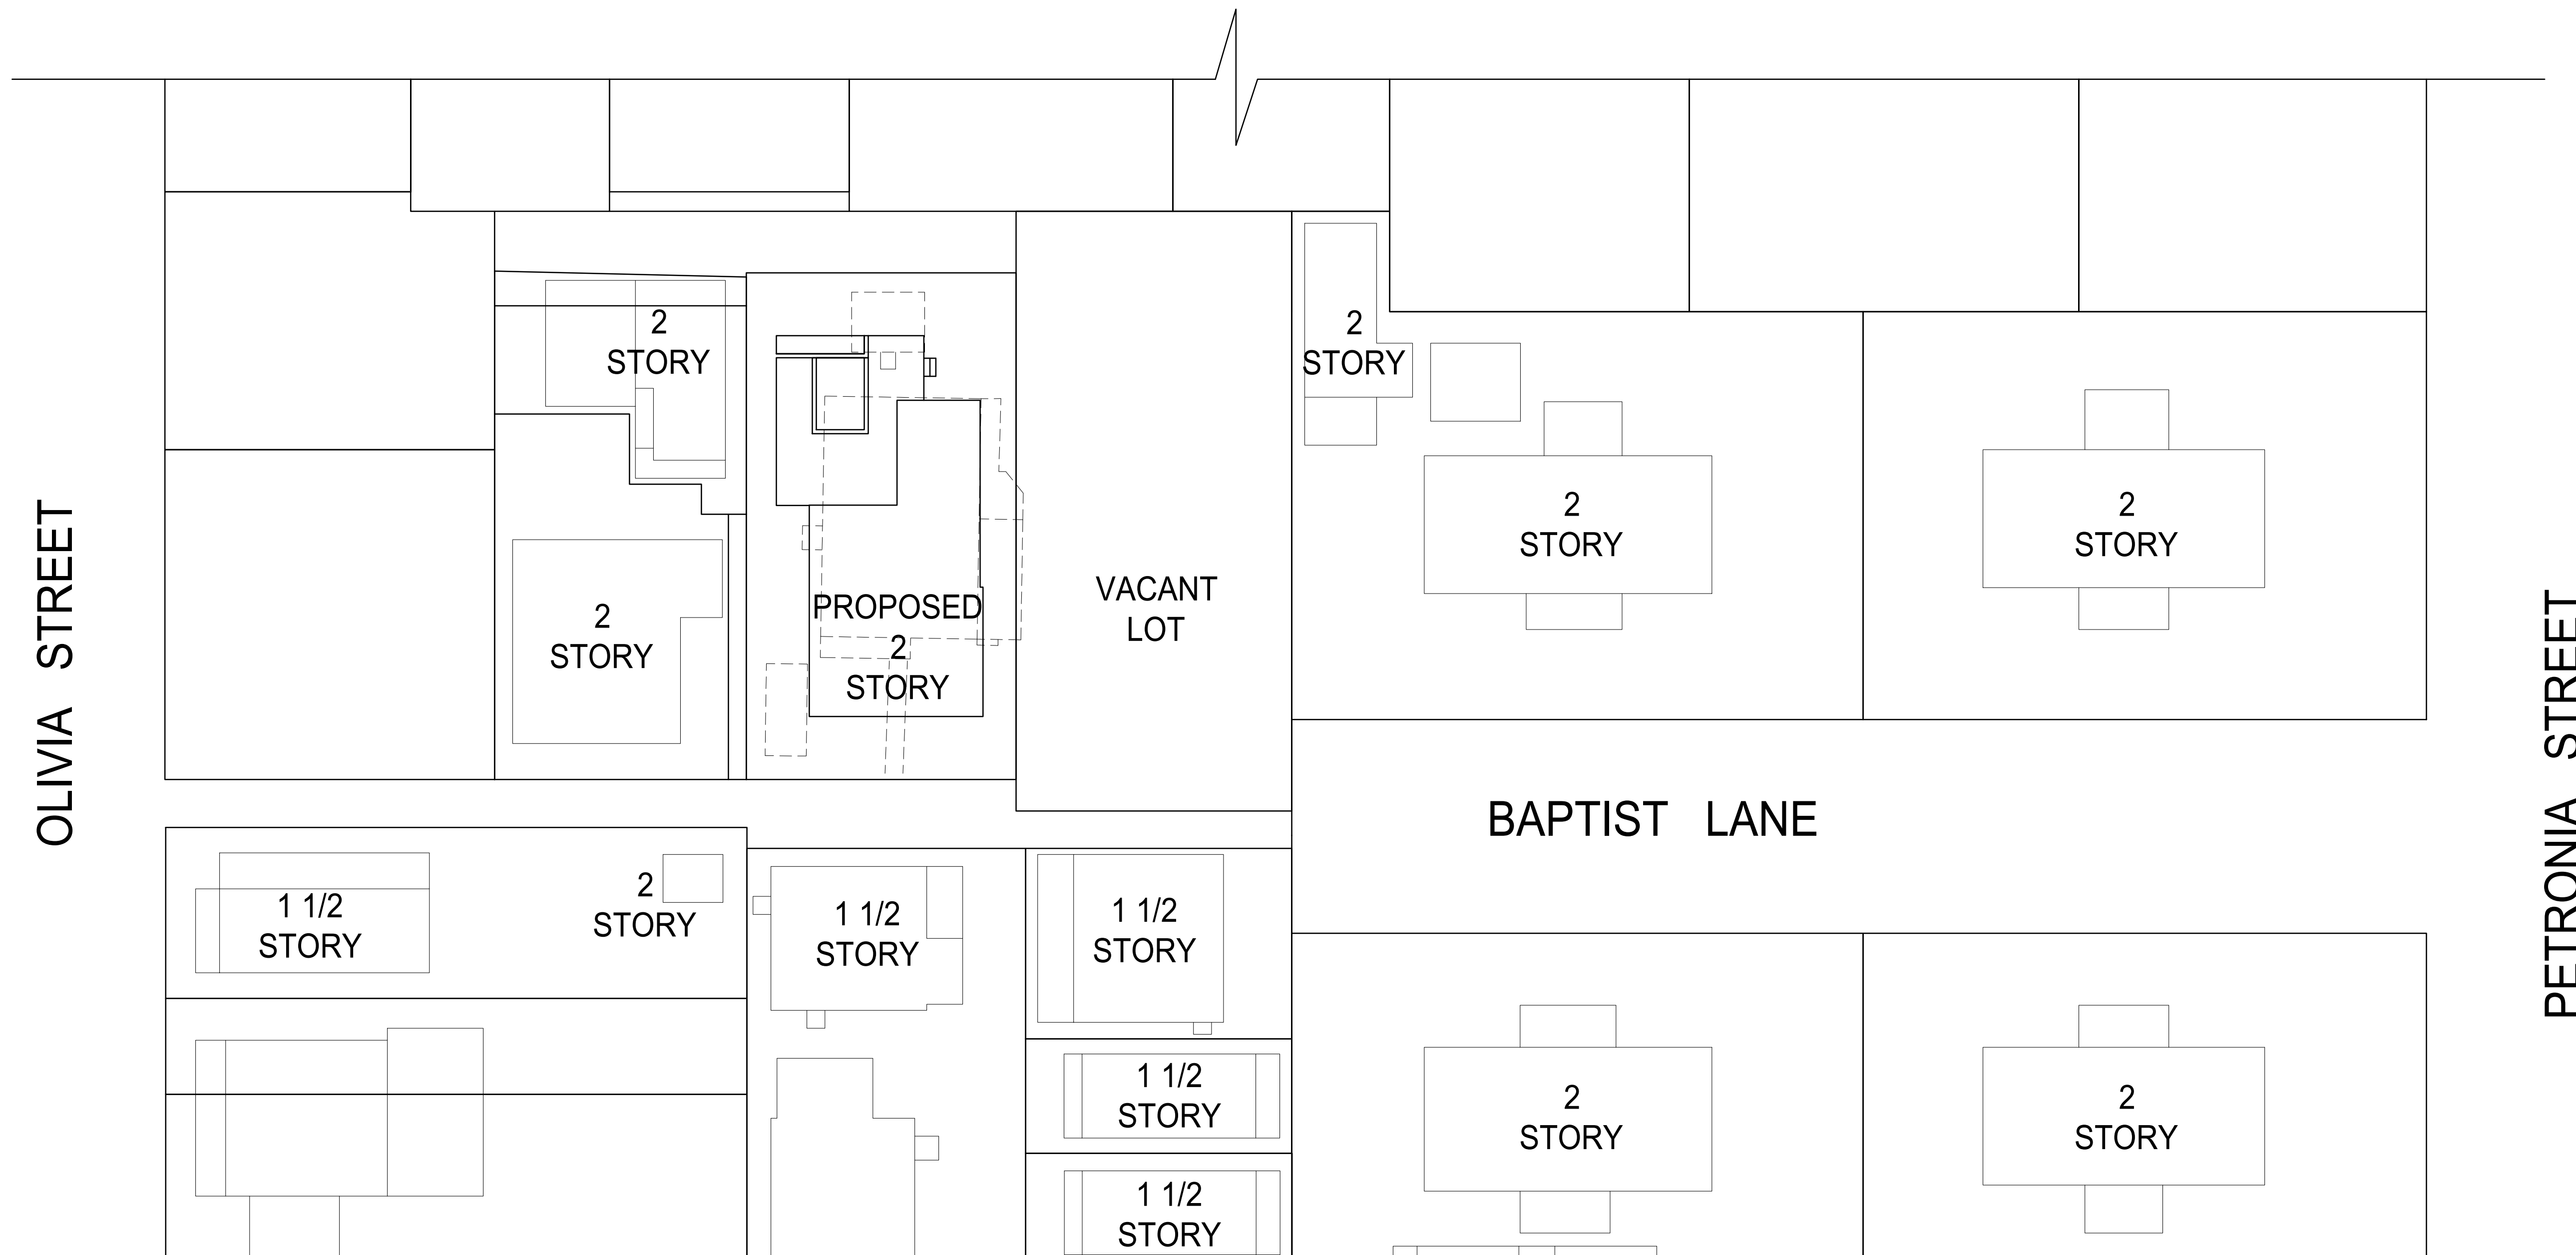 OLIVIA STREET
2
STORY
2
STORY
PROPOSED
2
STORY
VACANT
LOT
2
STORY
2
STORY
2
STORY
BAPTIST LANE
PETRONIA STREET
1 1/2
STORY
2
STORY
1 1/2
STORY
1 1/2
STORY
1 1/2
STORY
1 1/2
STORY
2
STORY
2
STORY